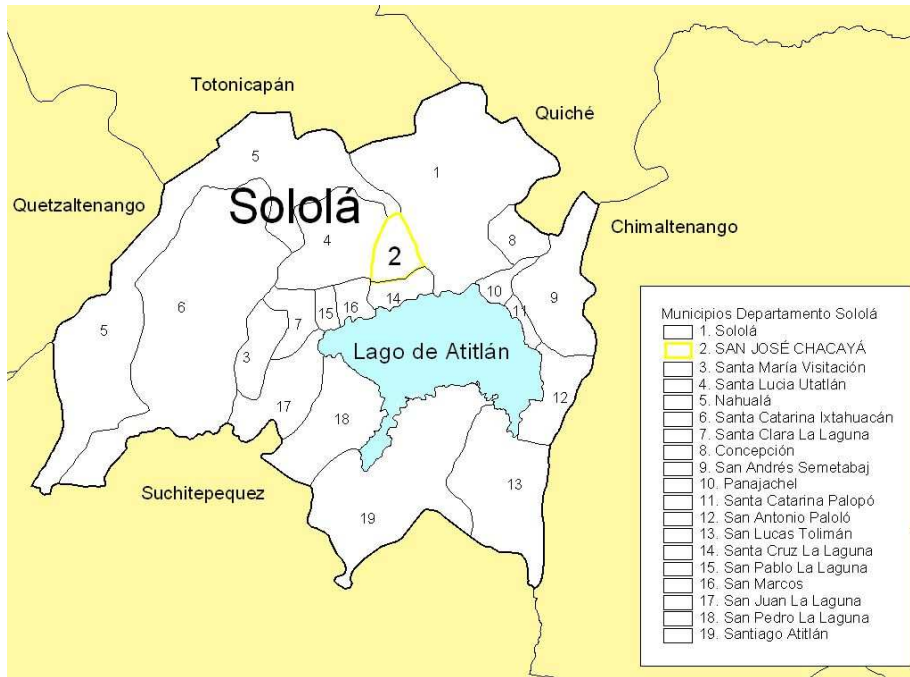 Totonicapán
Quiché
5
1
Quetzaltenango
Sololá
Chimaltenango
4
2
8
6
10
9
14
5
15
16
11
7
Lago de Atitlán
3
12
17
18
13
Suchitepequez
19
Municipios Departamento Sololá
1. Sololá
2. SAN JOSÉ CHACAYÁ
3. Santa María Visitación
4. Santa Lucia Utatlán
5. Nahualá
6. Santa Catarina Ixtahuacán
7. Santa Clara La Laguna
8. Concepción
9. San Andrés Semetabaj
10. Panajachel
11. Santa Catarina Palopó
12. San Antonio Paloló
13. San Lucas Tolimán
14. Santa Cruz La Laguna
15. San Pablo La Laguna
16. San Marcos
17. San Juan La Laguna
18. San Pedro La Laguna
19. Santiago Atitlán